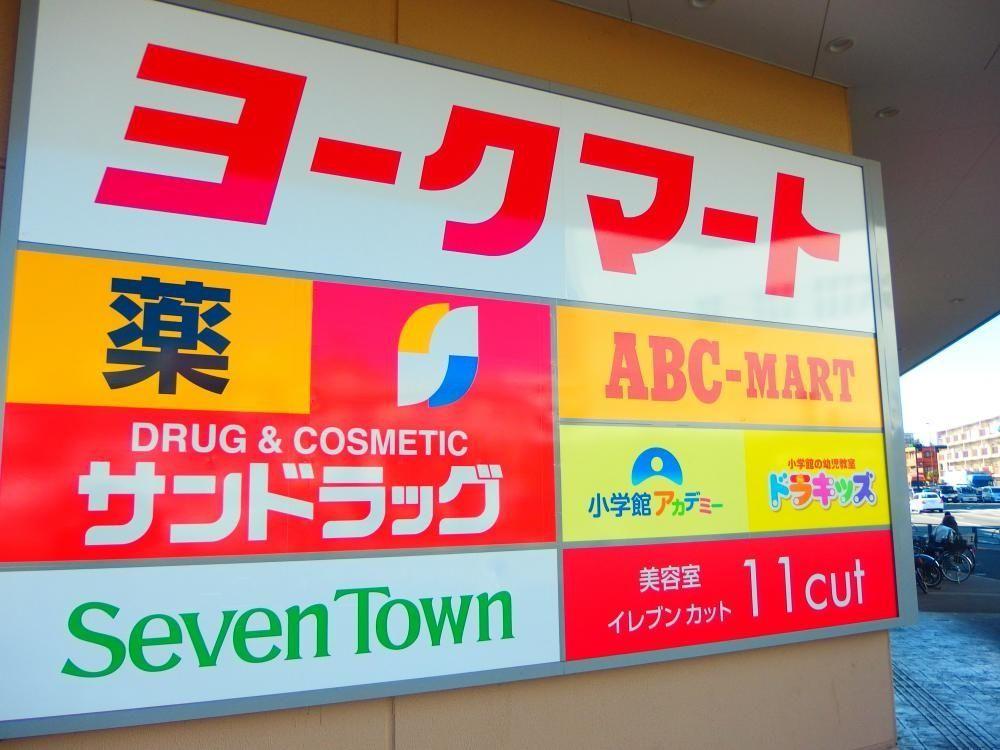 ヨークマート
薬
DRUG & COSMETIC
サンドラッグ
SEVEN TOWN
ABC-MART
小学館アカデミー
小学館の幼児教室
ドラキッズ
美容室
イレブンカット
11cut